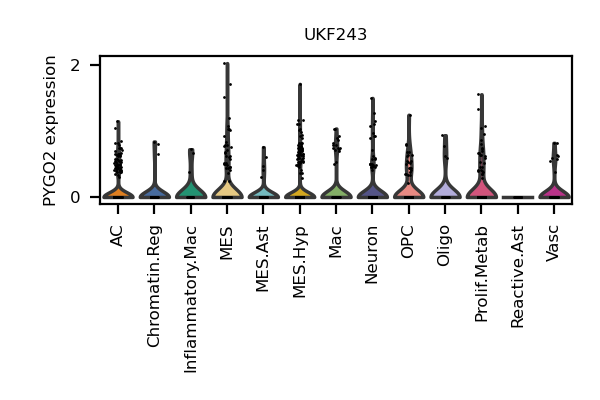 UKF243
PYGO2 expression
2
0
AC
Chromatin.Reg
Inflammatory.Mac
MES
MES.Ast
MES.Hyp
Mac
Neuron
OPC
Oligo
Prolif.Metab
Reactive.Ast
Vasc